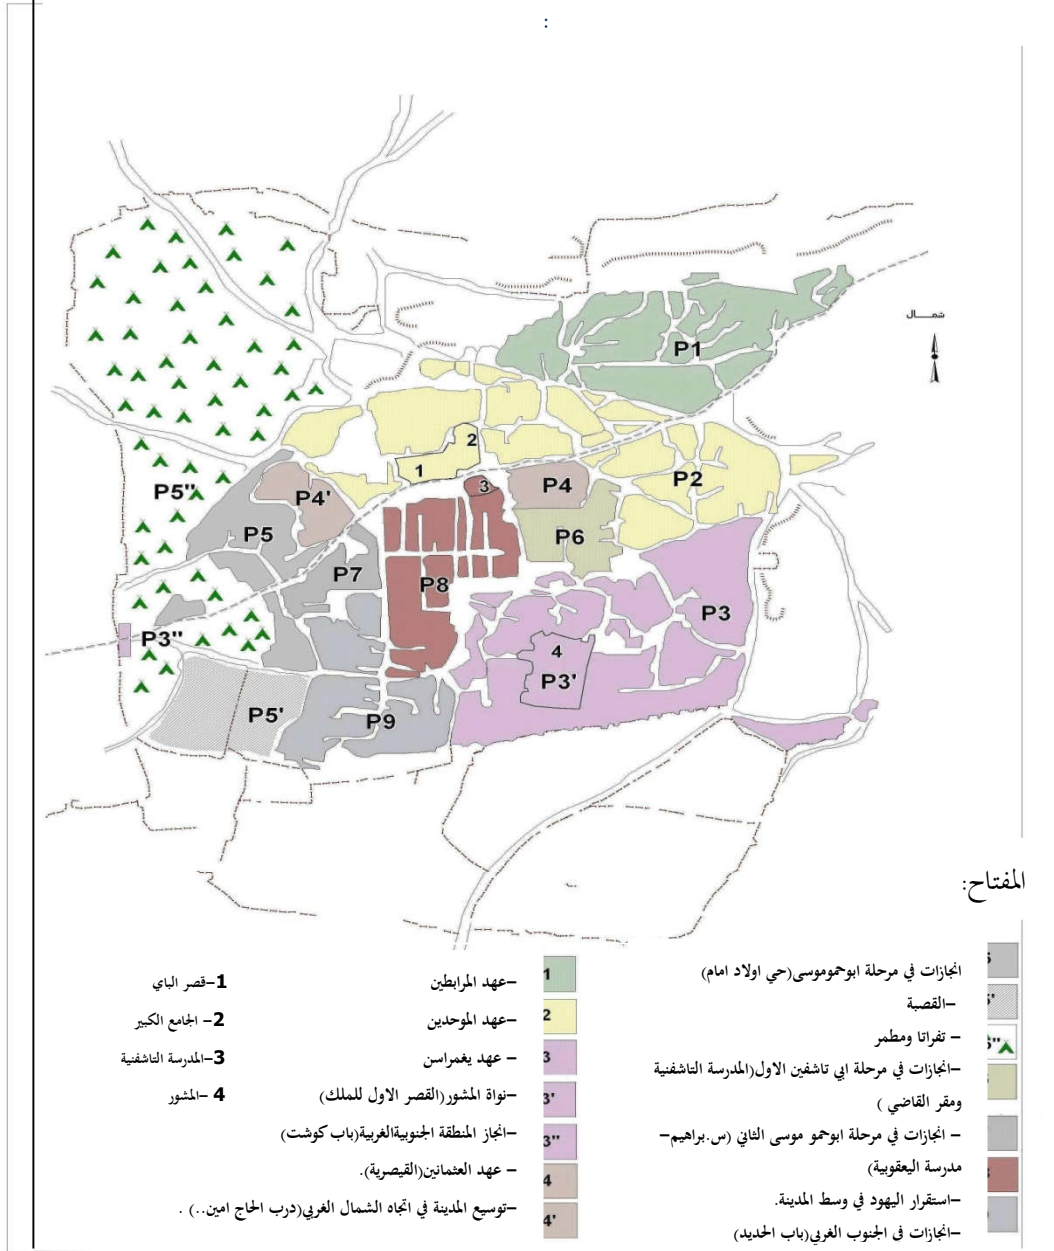 :
شمـــال
P1
2
1
P2
3
P4
P4'
P5''
P5
P6
P7
P8
P3
P3''
4
P3'
P5'
P9
المفتاح:
انجازات في مرحلة ابوحموموسى(حي اولاد امام)
–القصبة
– تفراتا ومطمر
–انجازات في مرحلة ابي تاشفين الاول(المدرسة التاشفنية
ومقر القاضي )
– انجازات في مرحلة ابوحمو موسى الثاني (س.براهيم–
مدرسة اليعقوبية)
–استقرار اليهود في وسط المدينة.
–انجازات في الجنوب الغربي(باب الحديد)
5'
5''
1 –عهد المرابطين
2 –عهد الموحدين
3 – عهد يغمراسن
3' –نواة المشور(القصر الاول للملك)
3'' –انجاز المنطقة الجنوبيةالغربية(باب كوشت)
4 – عهد العثمانين(القيصرية).
4' –توسيع المدينة في اتجاه الشمال الغربي(درب الحاج امين..) .
1–قصر الباي
2– الجامع الكبير
3–المدرسة التاشفنية
4 –المشور